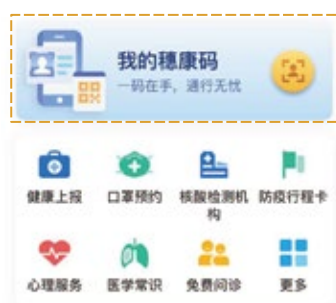 我的穗康码
一码在手，通行无忧
健康上报
口罩预约
核酸检测机
构
防疫行程卡
心理服务
医学常识
免费问诊
更多